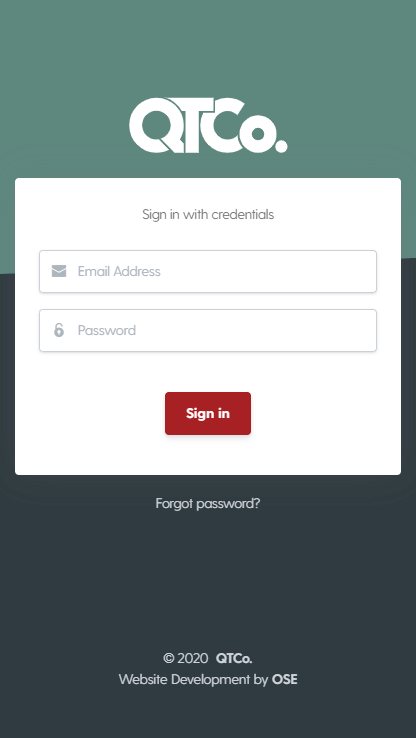 QTCo.
Sign in with credentials
Email Address
Password
Sign in
Forgot password?
© 2020 QTCo.
Website Development by OSE